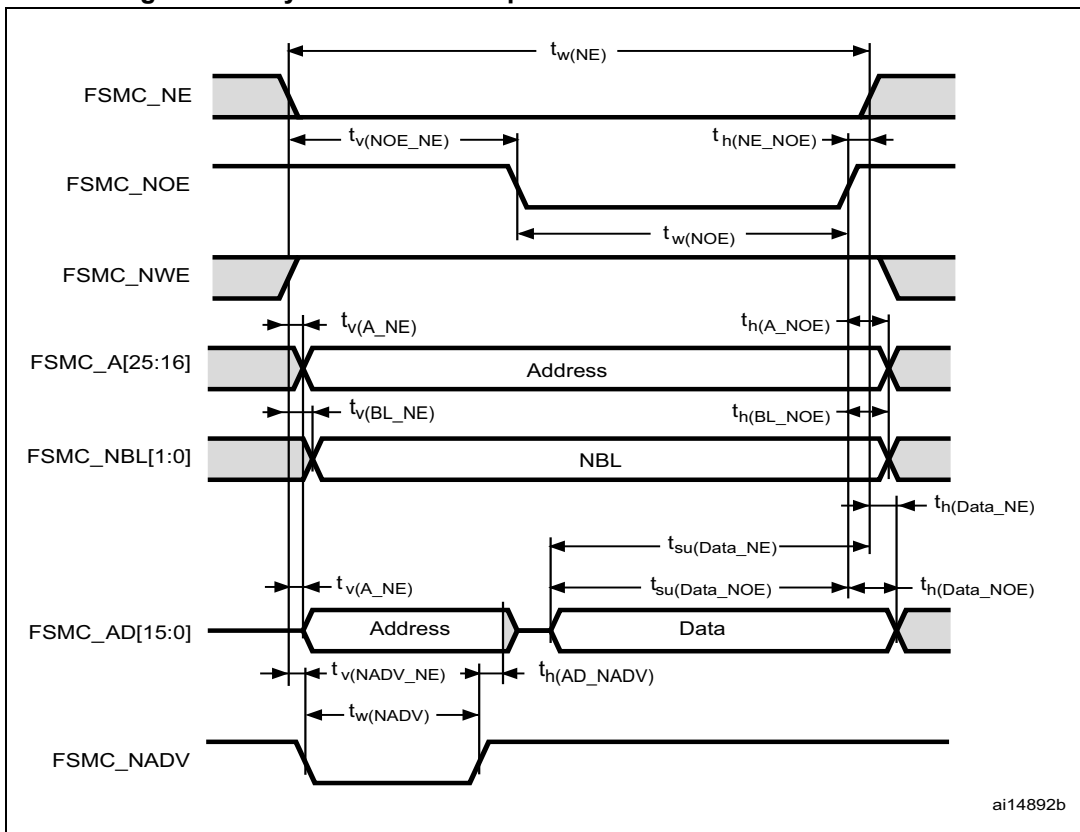 t_w(NE)
FSMC_NE
t_v(NOE_NE)
t_h(NE_NOE)
FSMC_NOE
t_w(NOE)
FSMC_NWE
t_v(A_NE)
t_h(A_NOE)
FSMC_A[25:16]
Address
t_v(BL_NE)
t_h(BL_NOE)
FSMC_NBL[1:0]
NBL
t_h(Data_NE)
t_su(Data_NE)
t_v(A_NE)
t_su(Data_NOE)
t_h(Data_NOE)
FSMC_AD[15:0]
Address
Data
t_v(NADV_NE)
t_h(AD_NADV)
t_w(NADV)
FSMC_NADV
ai14892b